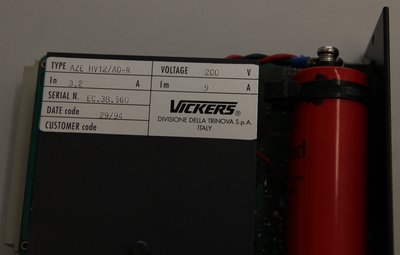 TYPE AZE HV12/A0-R
In 3.2 A
SERIAL N. EC.38.560
DATE code 29/94
CUSTOMER code
VOLTAGE 200 V
Im 9 A
VICKERS®
DIVISIONE DELLA TRINOVA S.p.A.
ITALY